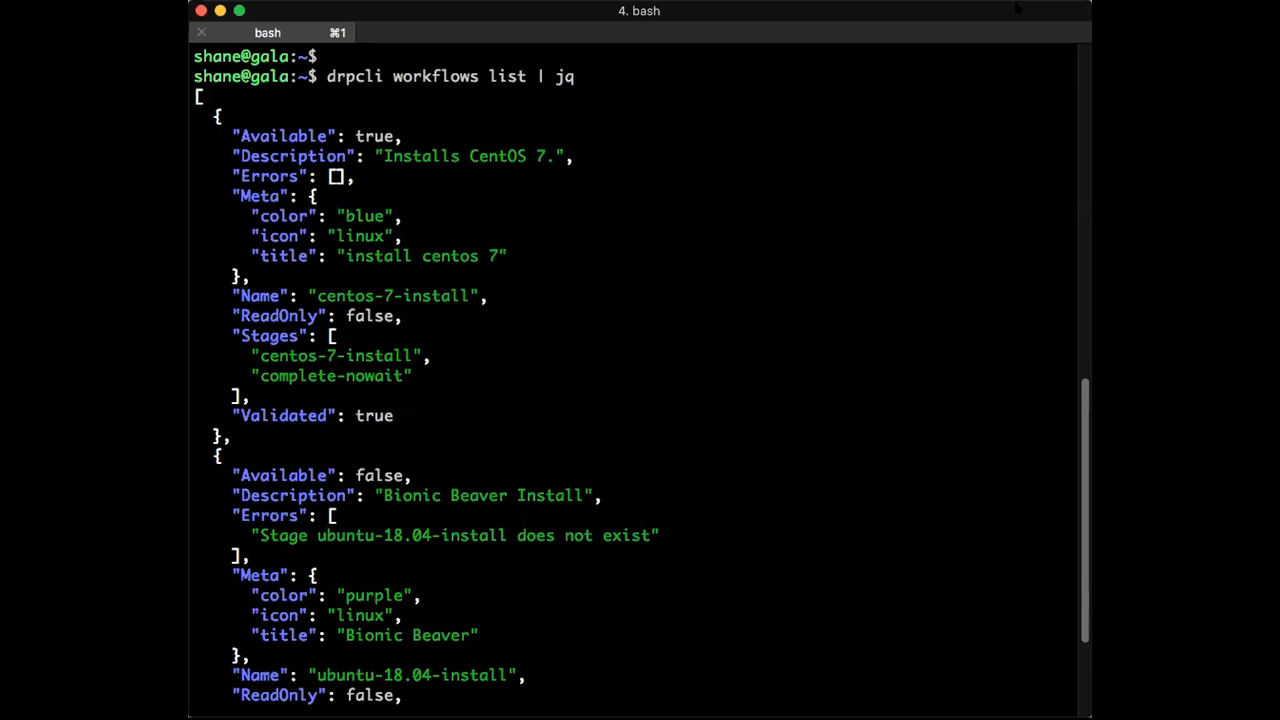 4. bash
bash ⌘1
shane@gala:~$
shane@gala:~$ drpcli workflows list | jq
[
  {
    "Available": true,
    "Description": "Installs CentOS 7.",
    "Errors": [],
    "Meta": {
      "color": "blue",
      "icon": "linux",
      "title": "install centos 7"
    },
    "Name": "centos-7-install",
    "ReadOnly": false,
    "Stages": [
      "centos-7-install",
      "complete-nowait"
    ],
    "Validated": true
  },
  {
    "Available": false,
    "Description": "Bionic Beaver Install",
    "Errors": [
      "Stage ubuntu-18.04-install does not exist"
    ],
    "Meta": {
      "color": "purple",
      "icon": "linux",
      "title": "Bionic Beaver"
    },
    "Name": "ubuntu-18.04-install",
    "ReadOnly": false,